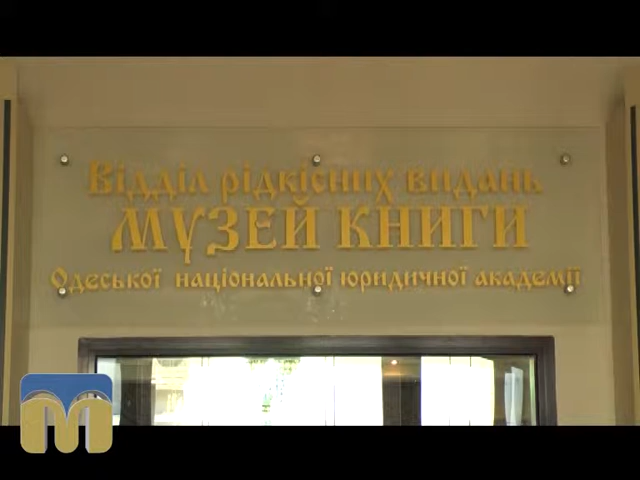 Відділ рідкісних видань
МУЗЕЙ КНИГИ
Одеської національної юридичної академії